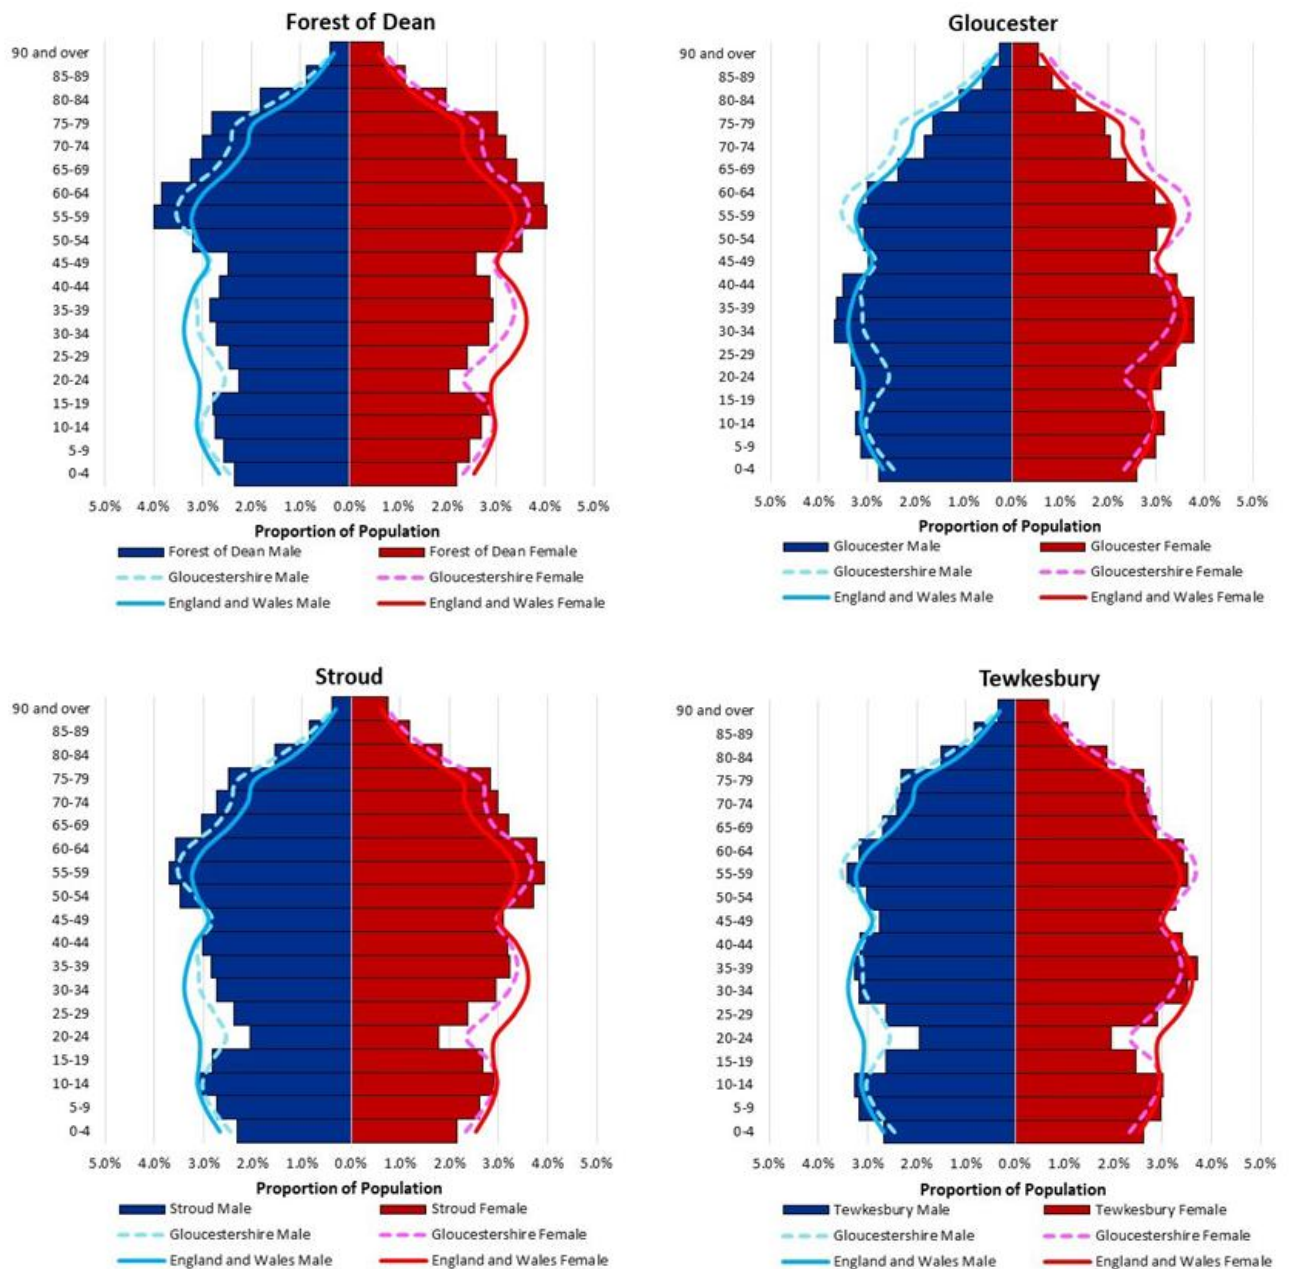 Forest of Dean
90 and over
85-89
80-84
75-79
70-74
65-69
60-64
55-59
50-54
45-49
40-44
35-39
30-34
25-29
20-24
15-19
10-14
5-9
0-4
5.0% 4.0% 3.0% 2.0% 1.0% 0.0% 1.0% 2.0% 3.0% 4.0% 5.0%
Proportion of Population
Forest of Dean Male Forest of Dean Female
Gloucestershire Male Gloucestershire Female
England and Wales Male England and Wales Female
Gloucester
90 and over
85-89
80-84
75-79
70-74
65-69
60-64
55-59
50-54
45-49
40-44
35-39
30-34
25-29
20-24
15-19
10-14
5-9
0-4
5.0% 4.0% 3.0% 2.0% 1.0% 0.0% 1.0% 2.0% 3.0% 4.0% 5.0%
Proportion of Population
Gloucester Male Gloucester Female
Gloucestershire Male Gloucestershire Female
England and Wales Male England and Wales Female
Stroud
90 and over
85-89
80-84
75-79
70-74
65-69
60-64
55-59
50-54
45-49
40-44
35-39
30-34
25-29
20-24
15-19
10-14
5-9
0-4
5.0% 4.0% 3.0% 2.0% 1.0% 0.0% 1.0% 2.0% 3.0% 4.0% 5.0%
Proportion of Population
Stroud Male Stroud Female
Gloucestershire Male Gloucestershire Female
England and Wales Male England and Wales Female
Tewkesbury
90 and over
85-89
80-84
75-79
70-74
65-69
60-64
55-59
50-54
45-49
40-44
35-39
30-34
25-29
20-24
15-19
10-14
5-9
0-4
5.0% 4.0% 3.0% 2.0% 1.0% 0.0% 1.0% 2.0% 3.0% 4.0% 5.0%
Proportion of Population
Tewkesbury Male Tewkesbury Female
Gloucestershire Male Gloucestershire Female
England and Wales Male England and Wales Female